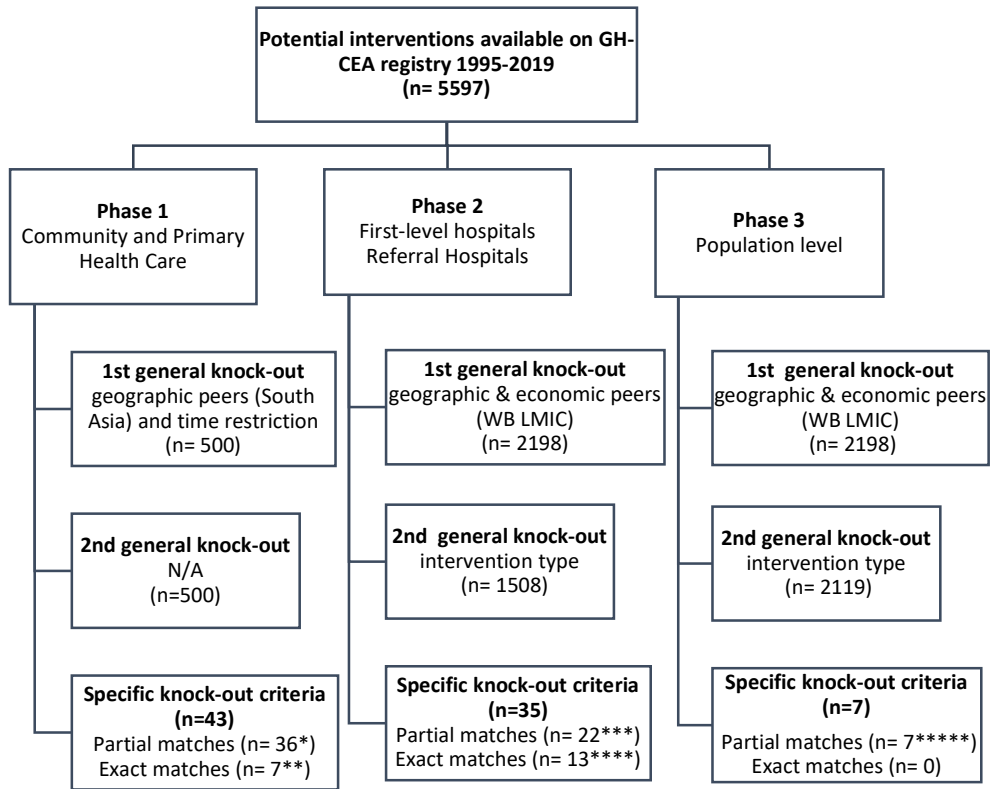 Potential interventions available on GH-
CEA registry 1995-2019
(n= 5597)
Phase 1
Community and Primary
Health Care
Phase 2
First-level hospitals
Referral Hospitals
Phase 3
Population level
1st general knock-out
geographic peers (South
Asia) and time restriction
(n= 500)
1st general knock-out
geographic & economic peers
(WB LMIC)
(n= 2198)
1st general knock-out
geographic & economic peers
(WB LMIC)
(n= 2198)
2nd general knock-out
N/A
(n=500)
2nd general knock-out
intervention type
(n= 1508)
2nd general knock-out
intervention type
(n= 2119)
Specific knock-out criteria
(n=43)
Partial matches (n= 36*)
Exact matches (n= 7**)
Specific knock-out criteria
(n=35)
Partial matches (n= 22***)
Exact matches (n= 13****)
Specific knock-out criteria
(n=7)
Partial matches (n= 7*****)
Exact matches (n= 0)